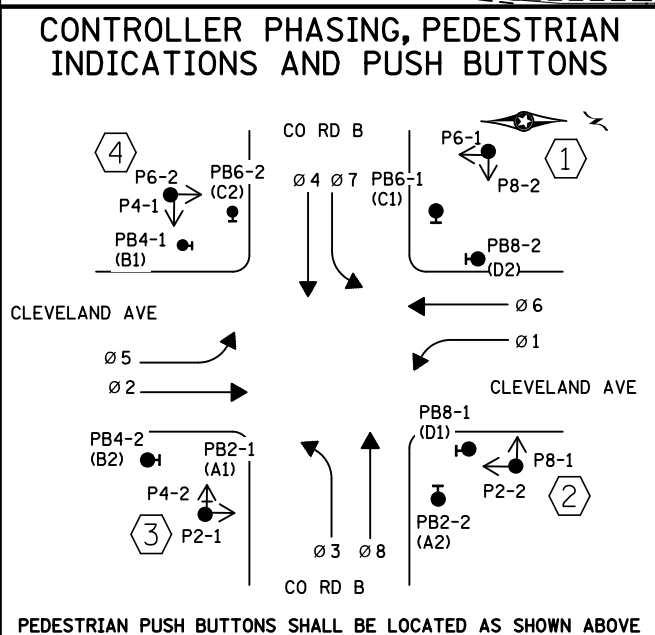 CONTROLLER PHASING, PEDESTRIAN
INDICATIONS AND PUSH BUTTONS
CO RD B
P6-1
1
4
P6-2
PB6-2
(C2)
Ø 4
Ø 7
PB6-1
(C1)
P8-2
P4-1
PB4-1
(B1)
PB8-2
(D2)
CLEVELAND AVE
Ø 6
Ø 5
Ø 1
Ø 2
CLEVELAND AVE
PB8-1
(D1)
PB4-2
(B2)
PB2-1
(A1)
P8-1
P4-2
P2-2
2
3
P2-1
PB2-2
(A2)
Ø 3
Ø 8
CO RD B
PEDESTRIAN PUSH BUTTONS SHALL BE LOCATED AS SHOWN ABOVE